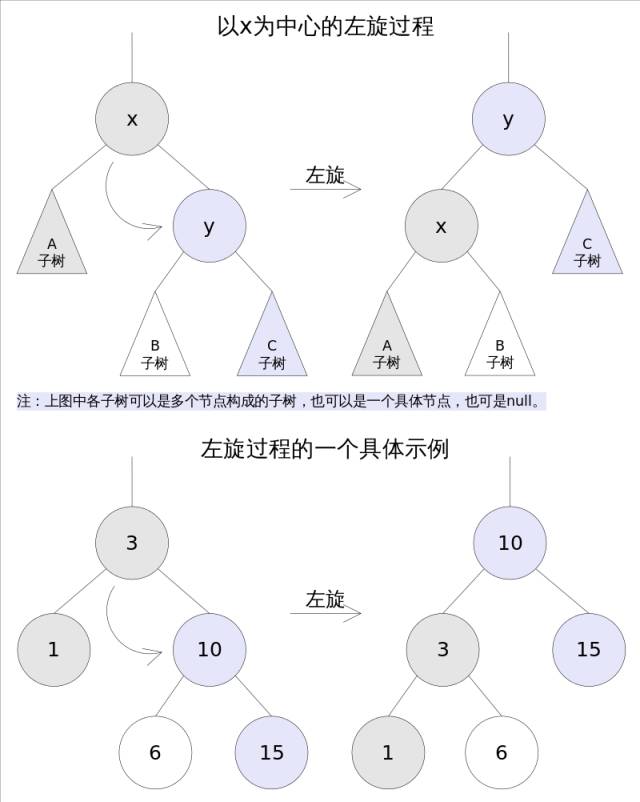 以x为中心的左旋过程
x
y
左旋
A
子树
y
x
C
子树
B
子树
C
子树
A
子树
B
子树
注：上图中各子树可以是多个节点构成的子树，也可以是一个具体节点，也可是null。
左旋过程的一个具体示例
3
10
左旋
1
10
3
15
6
15
1
6